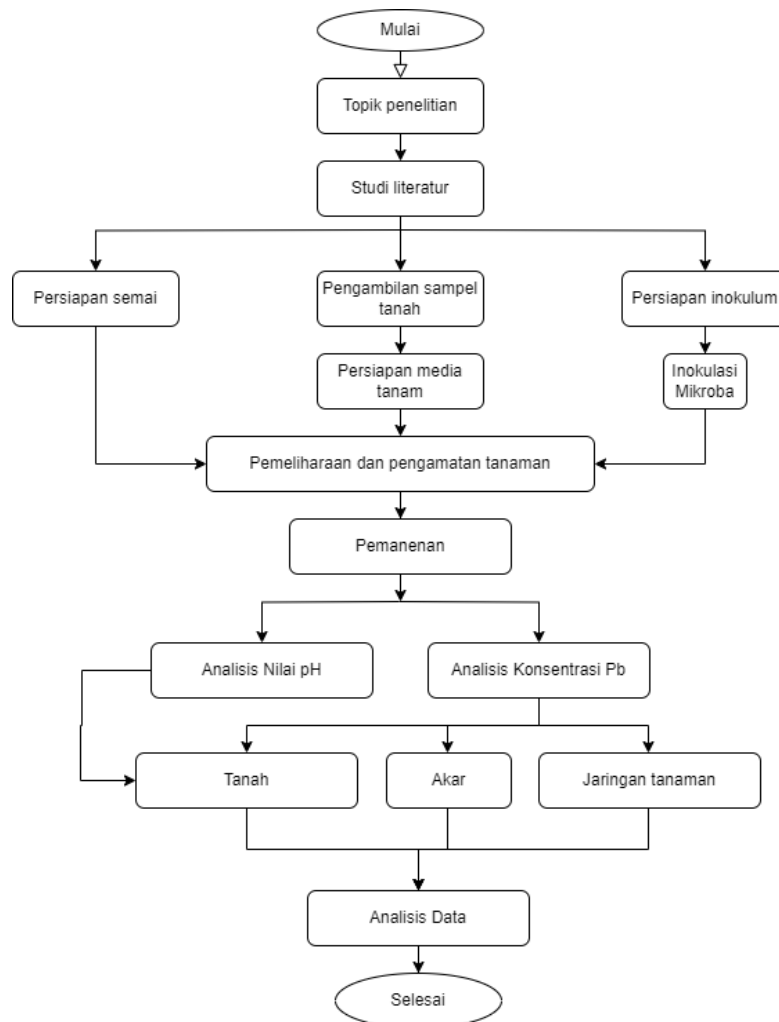 Mulai
Topik penelitian
Studi literatur
Persiapan semai
Pengambilan sampel
tanah
Persiapan inokulum
Persiapan media
tanam
Inokulasi
Mikroba
Pemeliharaan dan pengamatan tanaman
Pemanenan
Analisis Nilai pH
Analisis Konsentrasi Pb
Tanah
Akar
Jaringan tanaman
Analisis Data
Selesai